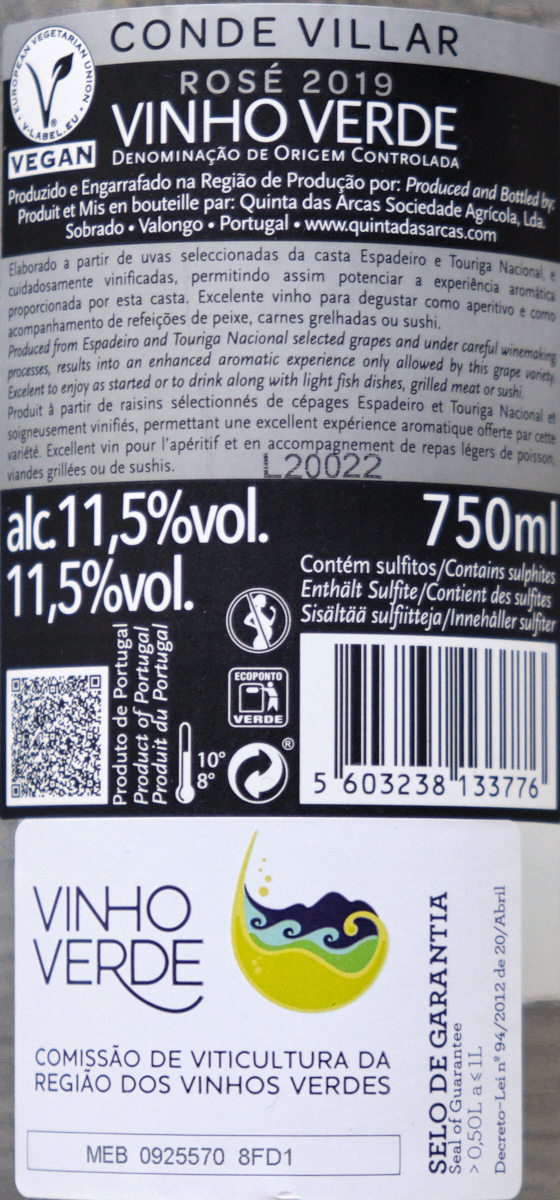 CONDE VILLAR
EUROPEAN VEGETARIAN UNION
V-LABEL.EU
VEGAN
ROSÉ 2019
VINHO VERDE
DENOMINAÇÃO DE ORIGEM CONTROLADA
Produzido e Engarrafado na Região de Produção por: Produced and Bottled by:
Produit et Mis en bouteille par: Quinta das Arcas Sociedade Agrícola, Lda.
Sobrado • Valongo • Portugal • www.quintadasarcas.com
Elaborado a partir de uvas seleccionadas da casta Espadeiro e Touriga Nacional, e
cuidadosamente vinificadas, permitindo assim potenciar a experiência aromática
proporcionada por esta casta. Excelente vinho para degustar como aperitivo e como
acompanhamento de refeições de peixe, carnes grelhadas ou sushi.
Produced from Espadeiro and Touriga Nacional selected grapes and under careful winemaking
processes, results into an enhanced aromatic experience only allowed by this grape variety.
Excelent to enjoy as started or to drink along with light fish dishes, grilled meat or sushi.
Produit à partir de raisins sélectionnés de cépages Espadeiro et Touriga Nacional et
soigneusement vinifiés, permettant une excellent expérience aromatique offerte par cette
variété. Excellent vin pour l'apéritif et en accompagnement de repas légers de poisson,
viandes grillées ou de sushis.
L20022
alc.11,5%vol.
11,5%vol.
750ml
Contém sulfitos/Contains sulphites
Enthält Sulfite/Contient des sulfites
Sisältää sulfiitteja/Innehåller sulfiter
Produto de Portugal
Product of Portugal
Produit du Portugal
10°
8°
ECOPONTO
VERDE
®
5 603238 133776
VINHO
VERDE
COMISSÃO DE VITICULTURA DA
REGIÃO DOS VINHOS VERDES
MEB 0925570 8FD1
SELO DE GARANTIA
Seal of Guarantee
> 0,50L a ≤ 1L
Decreto-Lei nº 94/2012 de 20/Abril